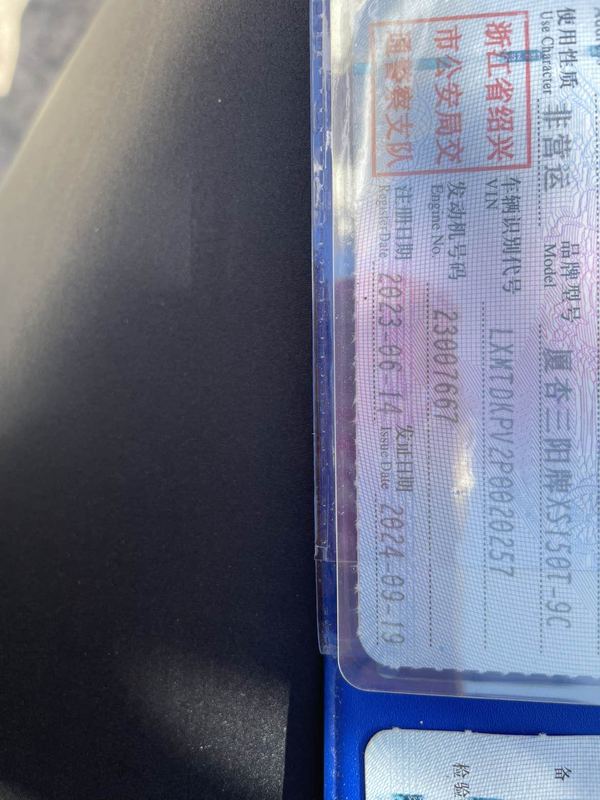 使用性质 非营运 品牌型号 厦杏三阳牌XS150T-9C
Use Character Model
车辆识别代号 LXMTDKPV2P0020257
VIN
发动机号码 23007667
Engine No.
注册日期 2023-06-14 发证日期 2024-09-19
Register Date Issue Date
浙江省绍兴
市公安局交
通警察支队
备
检验